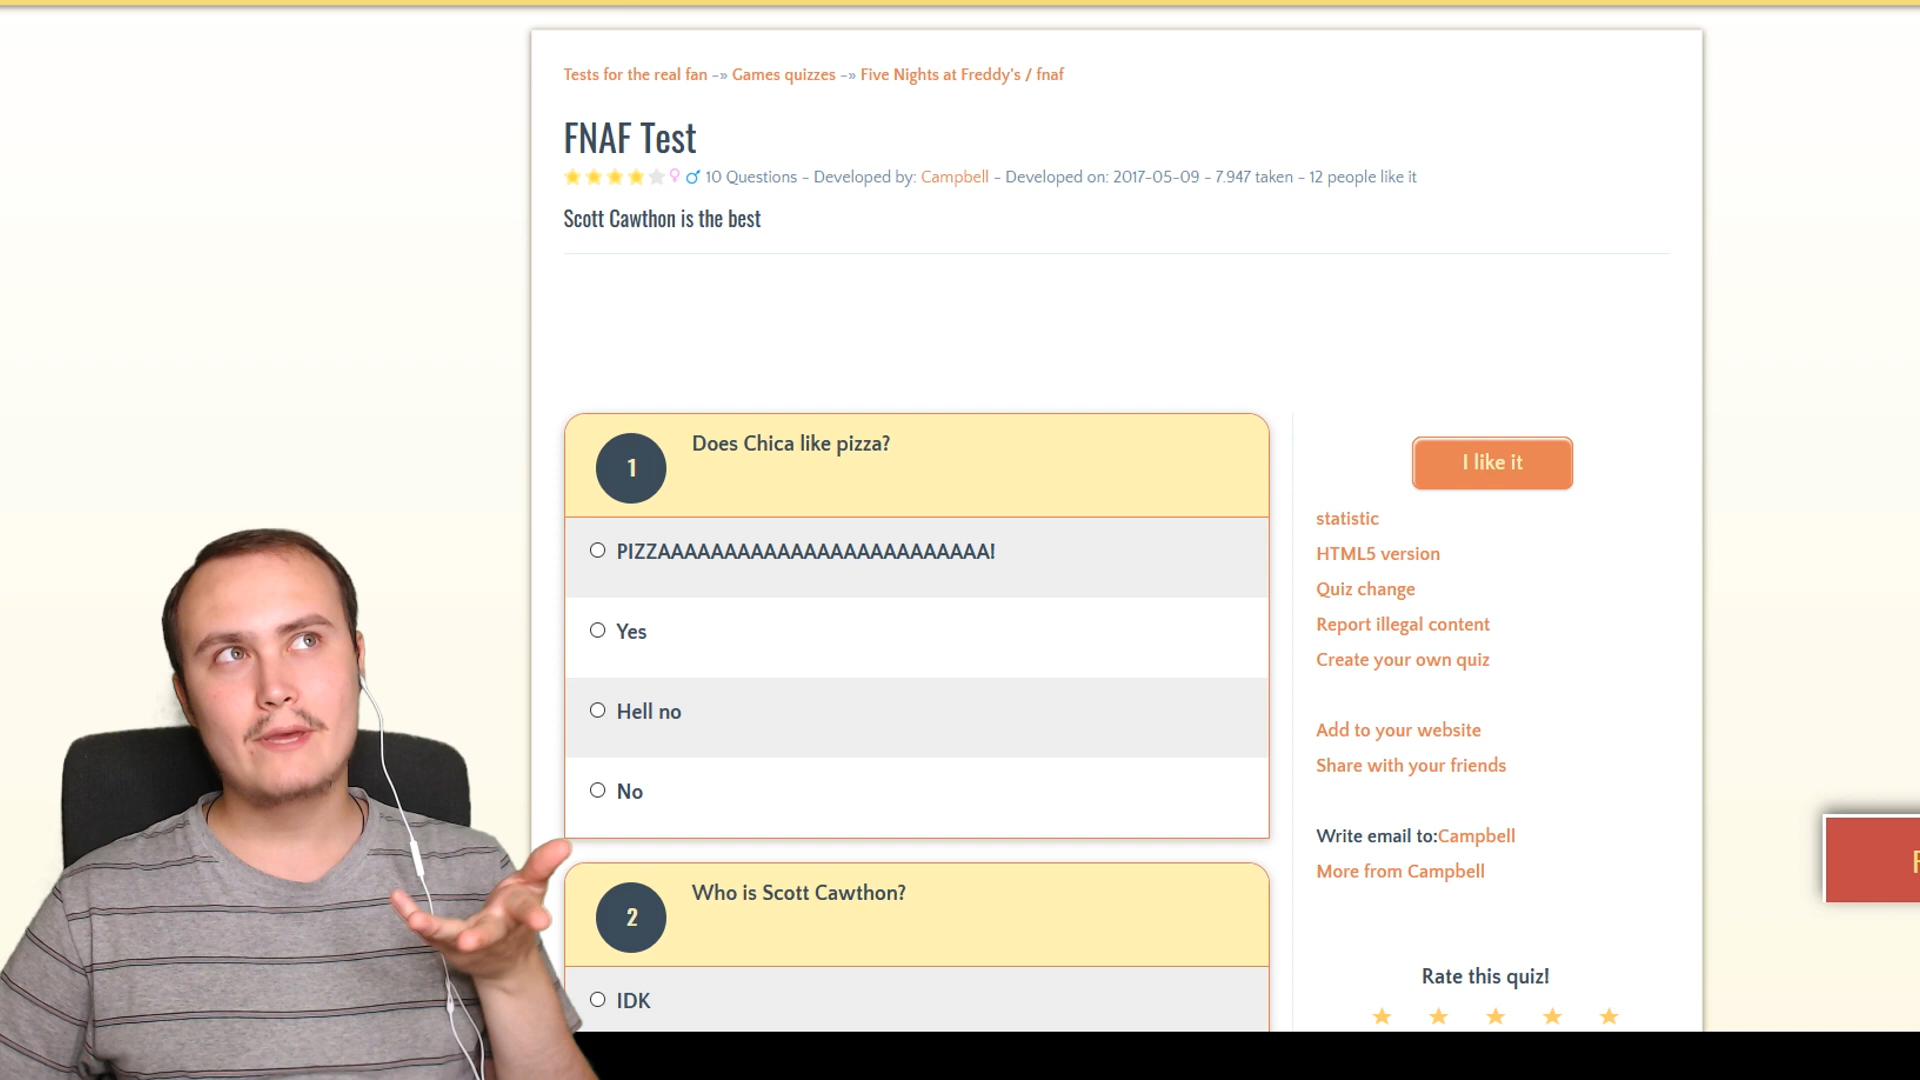 Tests for the real fan -» Games quizzes -» Five Nights at Freddy's / fnaf
FNAF Test
10 Questions - Developed by: Campbell - Developed on: 2017-05-09 - 7.947 taken - 12 people like it
Scott Cawthon is the best
1
Does Chica like pizza?
PIZZAAAAAAAAAAAAAAAAAAAAAAAAA!
Yes
Hell no
No
2
Who is Scott Cawthon?
IDK
I like it
statistic
HTML5 version
Quiz change
Report illegal content
Create your own quiz
Add to your website
Share with your friends
Write email to:Campbell
More from Campbell
Rate this quiz!